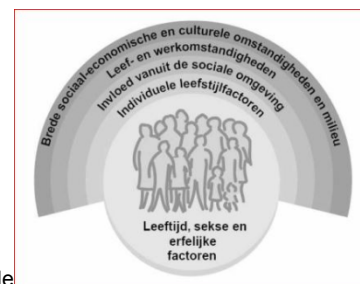 Brede sociaal-economische en culturele omstandigheden en milieu
Leef- en werkomstandigheden
Invloed vanuit de sociale omgeving
Individuele leefstijlfactoren
Leeftijd, sekse en
erfelijke
factoren
le